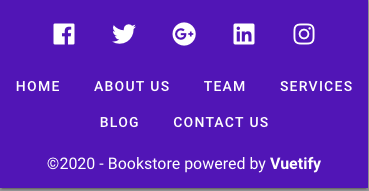 HOME ABOUT US TEAM SERVICES
BLOG CONTACT US
©2020 - Bookstore powered by Vuetify